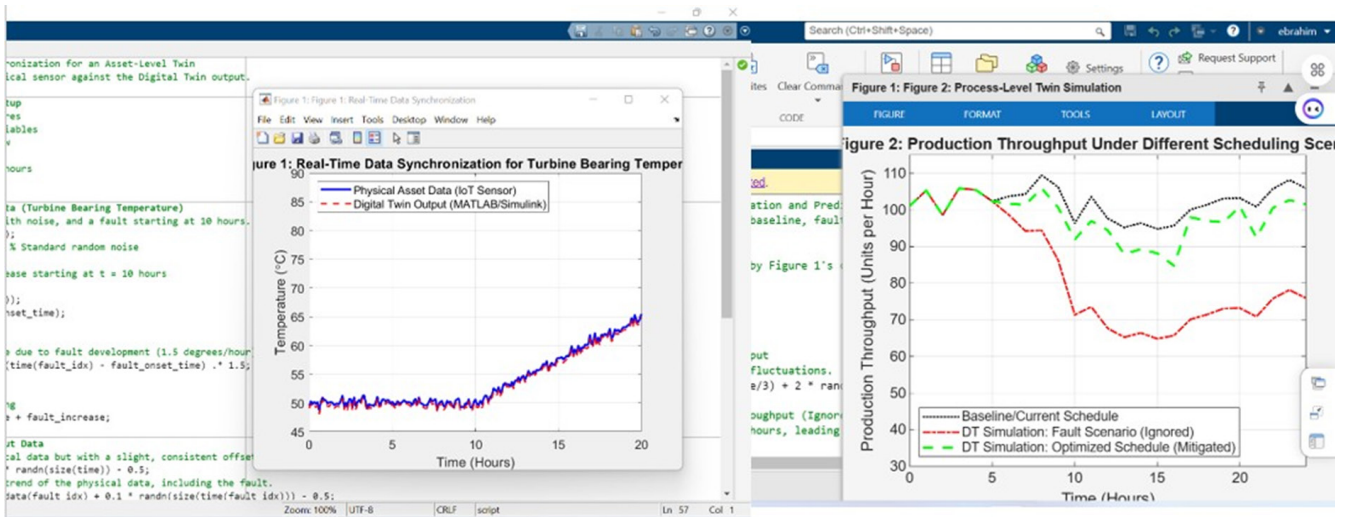 ronization for an Asset-Level Twin
ical sensor against the Digital Twin output.
tup
res
iables
w
hours
ta (Turbine Bearing Temperature)
ith noise, and a fault starting at 10 hours.
);
% Standard random noise
ease starting at t = 10 hours
));
nset_time);
e due to fault development (1.5 degrees/hour
(time(fault_idx) - fault_onset_time) .* 1.5;
ng
e + fault_increase;
ut Data
cal data but with a slight, consistent offse
* randn(size(time)) - 0.5;
trend of the physical data, including the fault.
data(fault_idx) + 0.1 * randn(size(time(fault_idx))) - 0.5;
Zoom: 100% UTF-8 CRLF script Ln 57 Col 1
Figure 1: Figure 1: Real-Time Data Synchronization
File Edit View Insert Tools Desktop Window Help
gure 1: Real-Time Data Synchronization for Turbine Bearing Temper
Physical Asset Data (IoT Sensor)
Digital Twin Output (MATLAB/Simulink)
Temperature (°C)
90
85
80
75
70
65
60
55
50
45
0 5 10 15 20
Time (Hours)
Search (Ctrl+Shift+Space)
ebrahim
Settings
Request Support
ites Clear Comma
CODE
ted.
ation and Predi
baseline, faul
by Figure 1's
put
fluctuations.
e/3) + 2 * ran
oughput (Ignor
hours, leading
Figure 1: Figure 2: Process-Level Twin Simulation
FIGURE FORMAT TOOLS LAYOUT
Figure 2: Production Throughput Under Different Scheduling Sce
Production Throughput (Units per Hour)
110
100
90
80
70
60
50
40
30
Baseline/Current Schedule
DT Simulation: Fault Scenario (Ignored)
DT Simulation: Optimized Schedule (Mitigated)
0 5 10 15 20
Time (Hours)